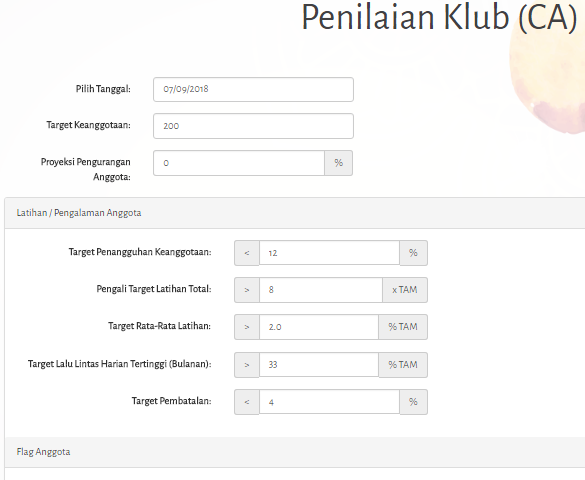 Penilaian Klub (CA)
Pilih Tanggal: 07/09/2018
Target Keanggotaan: 200
Proyeksi Pengurangan
Anggota: 0 %
Latihan / Pengalaman Anggota
Target Penangguhan Keanggotaan: < 12 %
Pengali Target Latihan Total: > 8 x TAM
Target Rata-Rata Latihan: > 2.0 % TAM
Target Lalu Lintas Harian Tertinggi (Bulanan): > 33 % TAM
Target Pembatalan: < 4 %
Flag Anggota